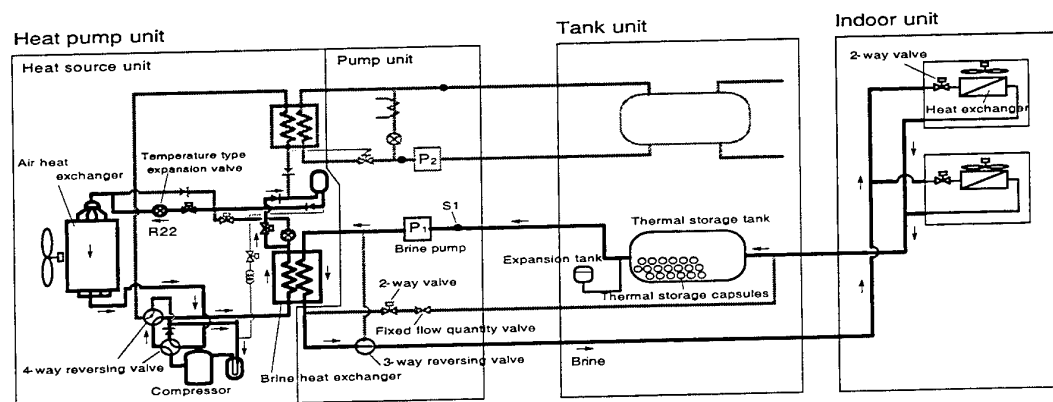 Heat pump unit
Tank unit
Indoor unit
Heat source unit
Pump unit
2-way valve
Heat exchanger
Air heat
exchanger
Temperature type
expansion valve
P2
R22
S1
P1
Brine pump
Thermal storage tank
Expansion tank
2-way valve
Thermal storage capsules
Fixed flow quantity valve
4-way reversing valve
3-way reversing valve
Brine
Brine heat exchanger
Compressor